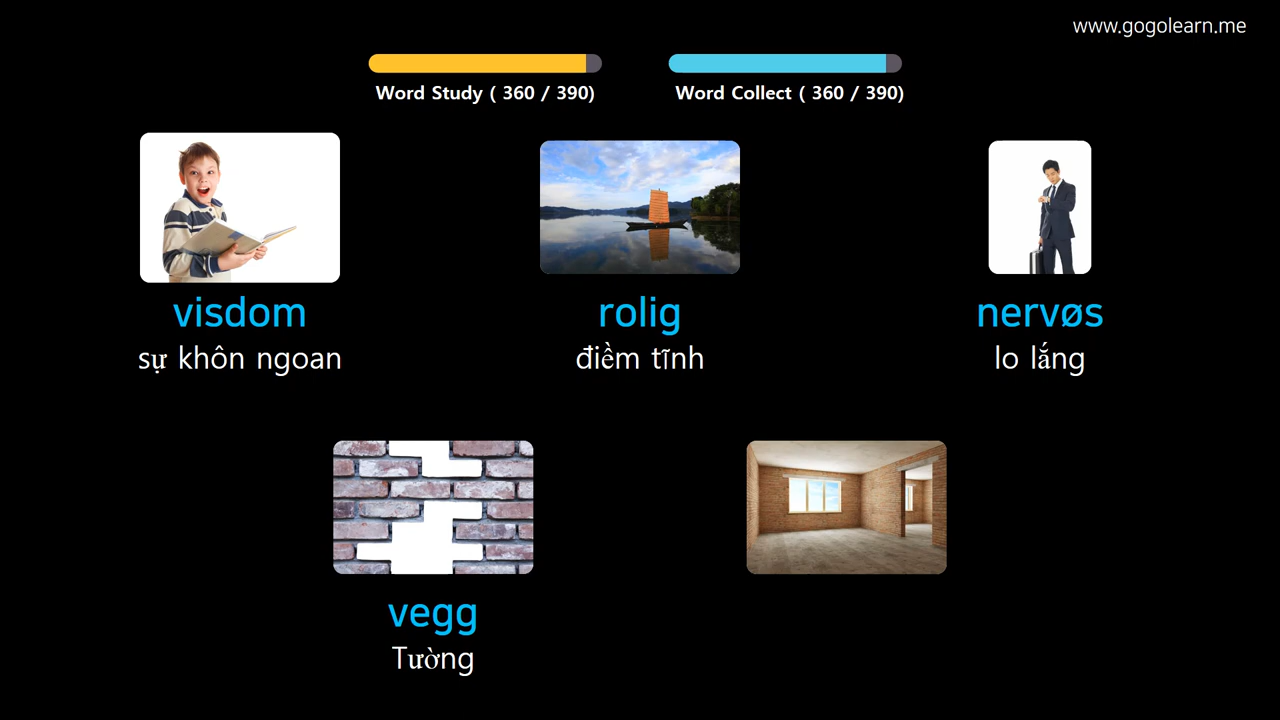 www.gogolearn.me
Word Study ( 360 / 390)
Word Collect ( 360 / 390)
visdom
sự khôn ngoan
rolig
điềm tĩnh
nervøs
lo lắng
vegg
Tường